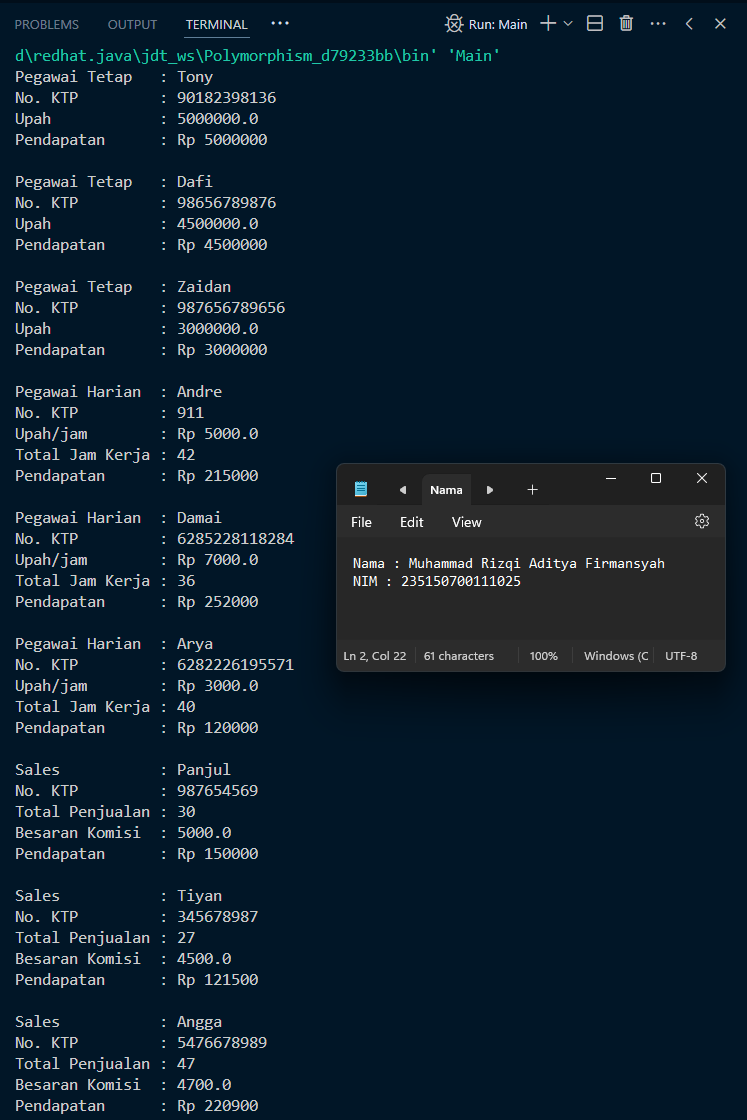 PROBLEMS OUTPUT TERMINAL ··· Run: Main
d\redhat.java\jdt_ws\Polymorphism_d79233bb\bin' 'Main'
Pegawai Tetap : Tony
No. KTP : 90182398136
Upah : 5000000.0
Pendapatan : Rp 5000000
Pegawai Tetap : Dafi
No. KTP : 98656789876
Upah : 4500000.0
Pendapatan : Rp 4500000
Pegawai Tetap : Zaidan
No. KTP : 987656789656
Upah : 3000000.0
Pendapatan : Rp 3000000
Pegawai Harian : Andre
No. KTP : 911
Upah/jam : Rp 5000.0
Total Jam Kerja : 42
Pendapatan : Rp 215000
Pegawai Harian : Damai
No. KTP : 6285228118284
Upah/jam : Rp 7000.0
Total Jam Kerja : 36
Pendapatan : Rp 252000
Pegawai Harian : Arya
No. KTP : 6282226195571
Upah/jam : Rp 3000.0
Total Jam Kerja : 40
Pendapatan : Rp 120000
Sales : Panjul
No. KTP : 987654569
Total Penjualan : 30
Besaran Komisi : 5000.0
Pendapatan : Rp 150000
Sales : Tiyan
No. KTP : 345678987
Total Penjualan : 27
Besaran Komisi : 4500.0
Pendapatan : Rp 121500
Sales : Angga
No. KTP : 5476678989
Total Penjualan : 47
Besaran Komisi : 4700.0
Pendapatan : Rp 220900
Nama
File Edit View
Nama : Muhammad Rizqi Aditya Firmansyah
NIM : 235150700111025
Ln 2, Col 22 61 characters 100% Windows (C UTF-8